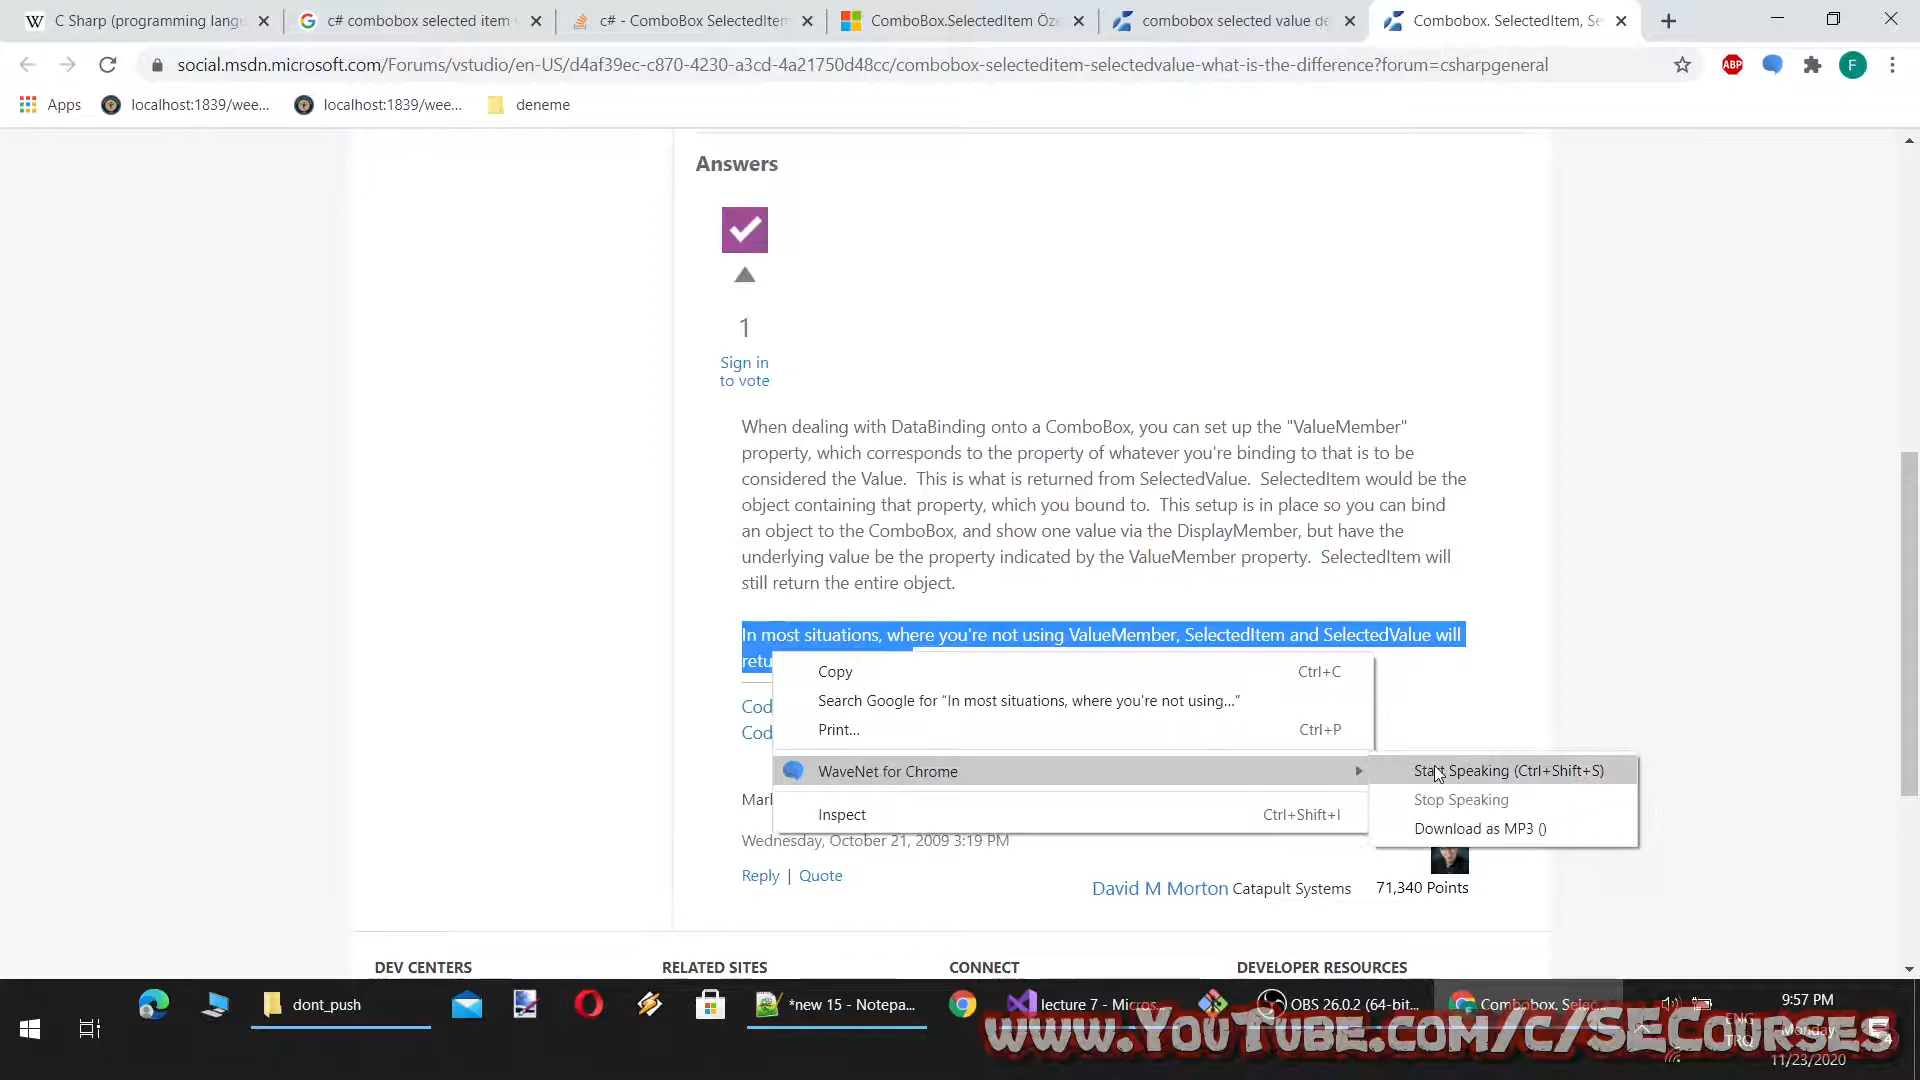 C Sharp (programming lang
c# combobox selected item
c# - ComboBox SelectedItem
ComboBox.SelectedItem Öze
combobox selected value de
Combobox. SelectedItem, Se
social.msdn.microsoft.com/Forums/vstudio/en-US/d4af39ec-c870-4230-a3cd-4a21750d48cc/combobox-selecteditem-selectedvalue-what-is-the-difference?forum=csharpgeneral
ABP
F
Apps
localhost:1839/wee...
localhost:1839/wee...
deneme
Answers
1
Sign in
to vote
When dealing with DataBinding onto a ComboBox, you can set up the "ValueMember"
property, which corresponds to the property of whatever you're binding to that is to be
considered the Value. This is what is returned from SelectedValue. SelectedItem would be the
object containing that property, which you bound to. This setup is in place so you can bind
an object to the ComboBox, and show one value via the DisplayMember, but have the
underlying value be the property indicated by the ValueMember property. SelectedItem will
still return the entire object.
In most situations, where you're not using ValueMember, SelectedItem and SelectedValue will
retu
Copy Ctrl+C
Search Google for “In most situations, where you're not using...”
Print... Ctrl+P
WaveNet for Chrome
Inspect Ctrl+Shift+I
Start Speaking (Ctrl+Shift+S)
Stop Speaking
Download as MP3 ()
Cod
Cod
Mark
Wednesday, October 21, 2009 3:19 PM
Reply | Quote
David M Morton Catapult Systems 71,340 Points
DEV CENTERS
RELATED SITES
CONNECT
DEVELOPER RESOURCES
dont_push
*new 15 - Notepa...
lecture 7 - Micros...
OBS 26.0.2 (64-bit...
Combobox. Selec...
9:57 PM
ENG
Monday
TRQ
11/23/2020
www.YouTube.com/c/SECourses